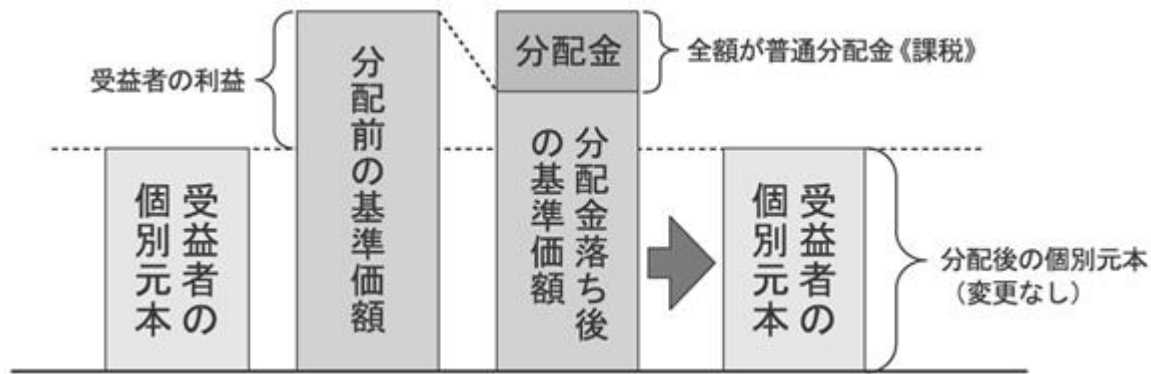 受益者の利益
受益者の
個別元本
分配前の基準価額
分配金
全額が普通分配金《課税》
分配金落ち後
の基準価額
受益者の
個別元本
分配後の個別元本
（変更なし）